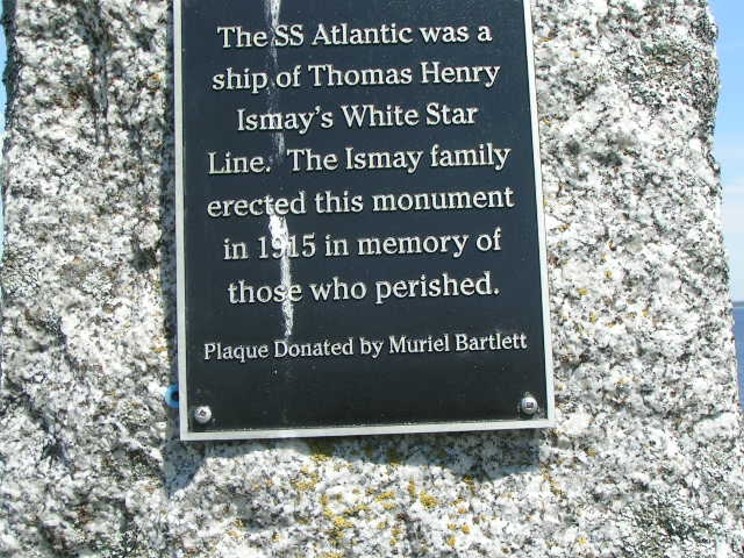 The SS Atlantic was a
ship of Thomas Henry
Ismay's White Star
Line. The Ismay family
erected this monument
in 1915 in memory of
those who perished.
Plaque Donated by Muriel Bartlett